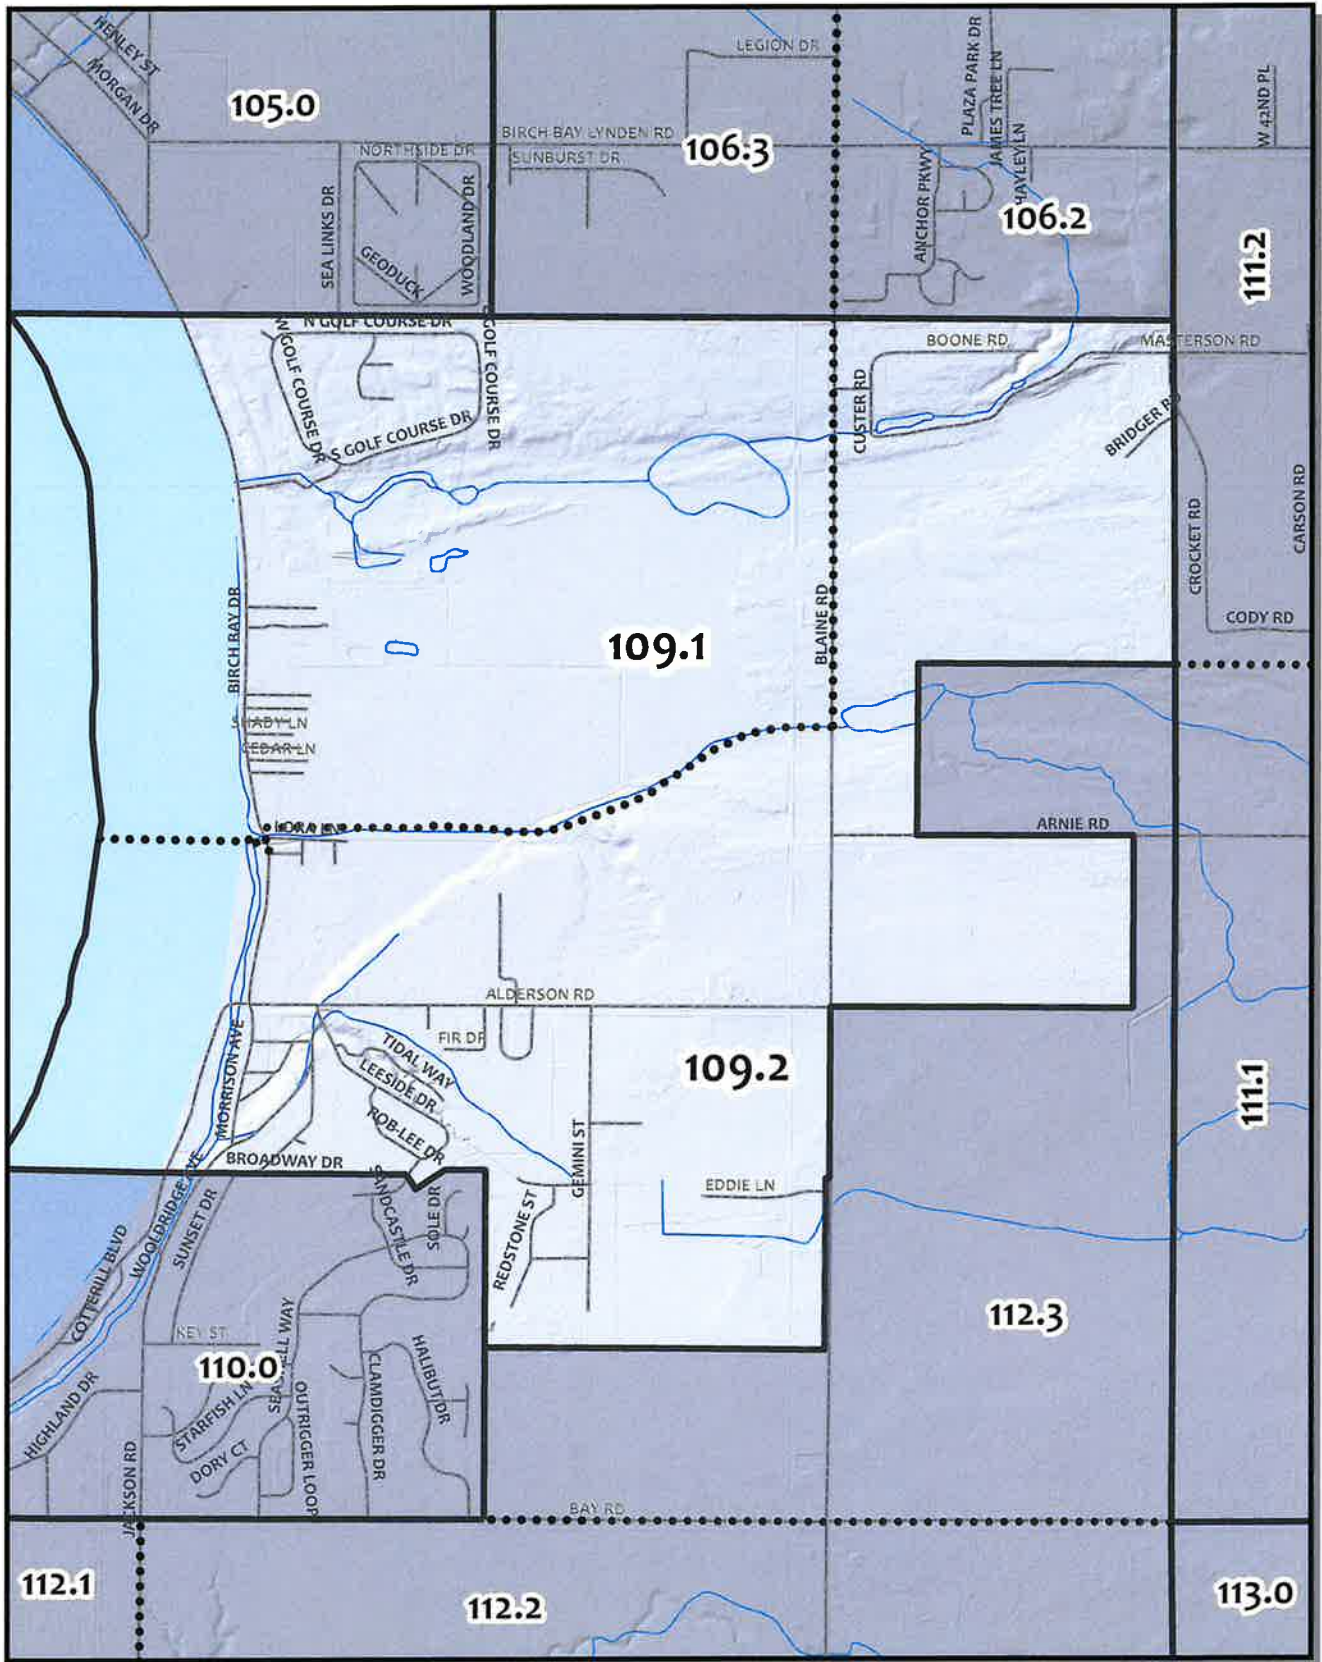 HENLEY ST
MORGAN DR
105.0
LEGION DR
PLAZA PARK DR
JAMES TREE LN
W 42ND PL
BIRCH BAY LYNDEN RD
106.3
NORTHSIDE DR
SUNBURST DR
HAYLEY LN
SEA LINKS DR
GEODUCK
WOODLAND DR
ANCHOR PKWY
106.2
111.2
N GOLF COURSE DR
W GOLF COURSE DR
GOLF COURSE DR
S GOLF COURSE DR
BOONE RD
MASTERSON RD
CUSTER RD
BRIDGER RD
CROCKET RD
CARSON RD
CODY RD
BIRCH BAY DR
109.1
BLAINE RD
SHADY LN
CEDAR LN
LORA LN
ARNIE RD
ALDERSON RD
MORRISON AVE
FIR DR
TIDAL WAY
LEESIDE DR
ROB-LEE DR
109.2
111.1
BROADWAY DR
GEMINI ST
EDDIE LN
WOOLDRIDGE AVE
SUNSET DR
SANDCASTLE DR
SOLE DR
REDSTONE ST
COTTERILL BLVD
KEY ST
110.0
SEASHELL WAY
112.3
HIGHLAND DR
STARFISH LN
DORY CT
OUTRIGGER LOOP
CLAMDIGGER DR
HALIBUT DR
JACKSON RD
BAY RD
112.1
112.2
113.0